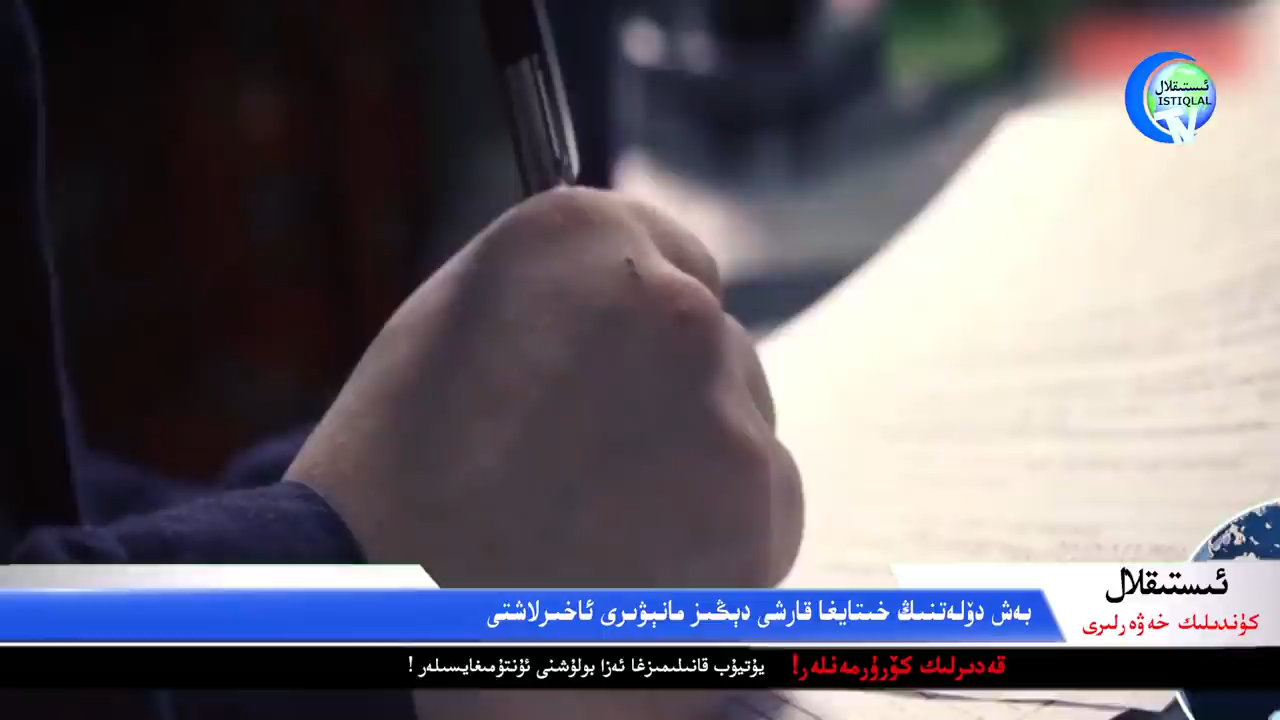 ئىستىقلال
ISTIQLAL
TV
ئىستىقلال
كۈندىلىك خەۋەرلىرى
بەش دۆلەتنىڭ خىتايغا قارشى دېڭىز مانېۋىرى ئاخىرلاشتى
قەدىرلىك كۆرۈرمەنلەر! يۇتيۇب قانىلىمىزغا ئەزا بولۇشنى ئۇنتۇمىغايسىلەر !